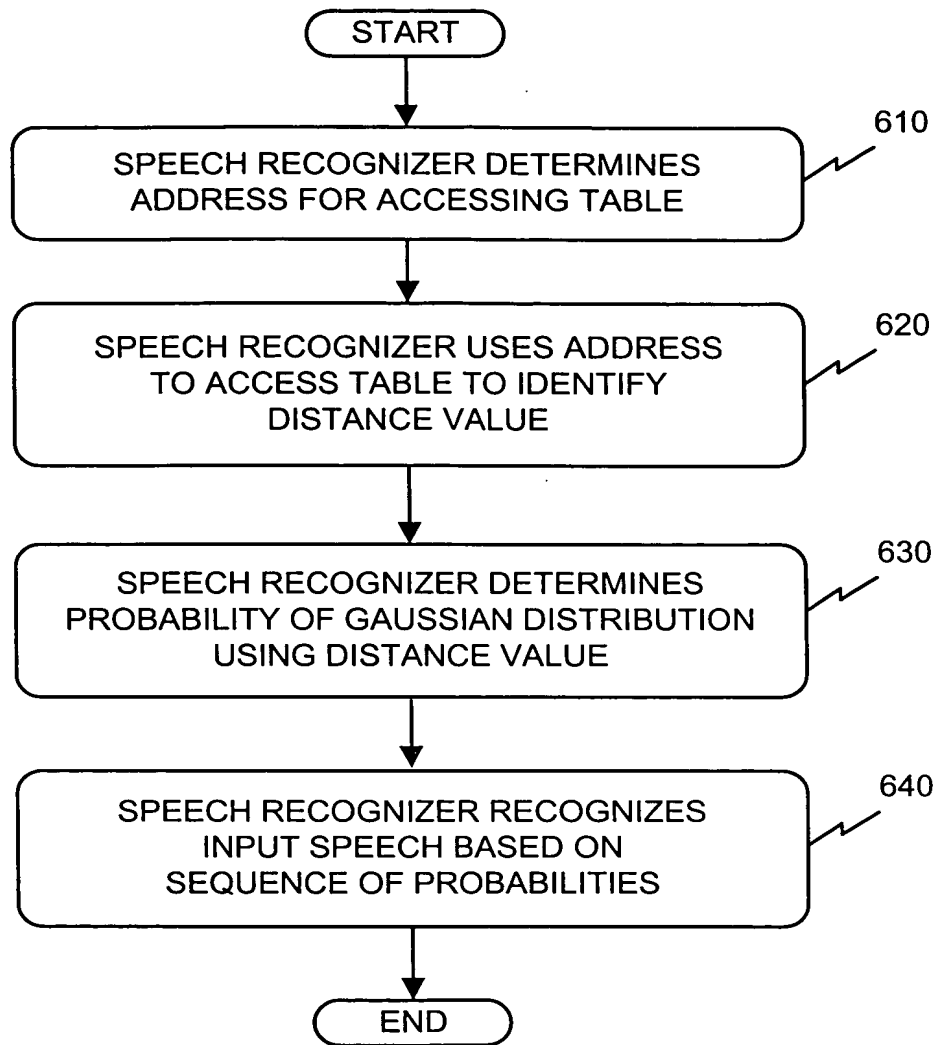 START
610
SPEECH RECOGNIZER DETERMINES
ADDRESS FOR ACCESSING TABLE
620
SPEECH RECOGNIZER USES ADDRESS
TO ACCESS TABLE TO IDENTIFY
DISTANCE VALUE
630
SPEECH RECOGNIZER DETERMINES
PROBABILITY OF GAUSSIAN DISTRIBUTION
USING DISTANCE VALUE
640
SPEECH RECOGNIZER RECOGNIZES
INPUT SPEECH BASED ON
SEQUENCE OF PROBABILITIES
END